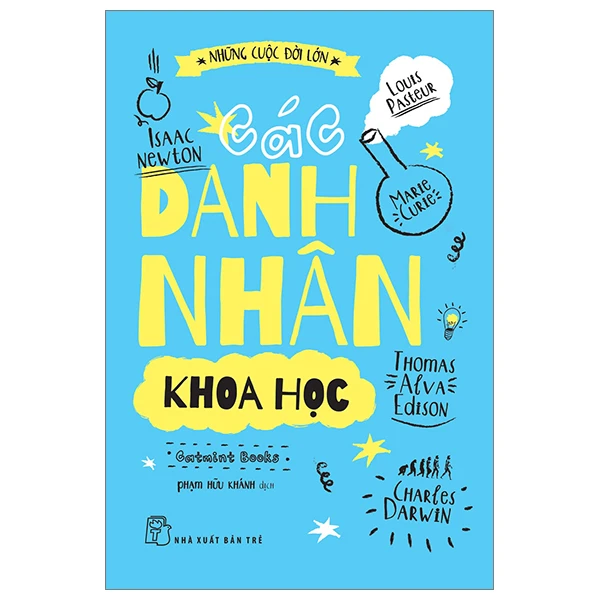 NHỮNG CUỘC ĐỜI LỚN
ISAAC
NEWTON
LOUIS
PASTEUR
CÁC
DANH
MARIE
CURIE
NHÂN
KHOA HỌC
THOMAS
ALVA
EDISON
Catmint Books
PHẠM HỮU KHÁNH dịch
CHARLES
DARWIN
NHÀ XUẤT BẢN TRẺ